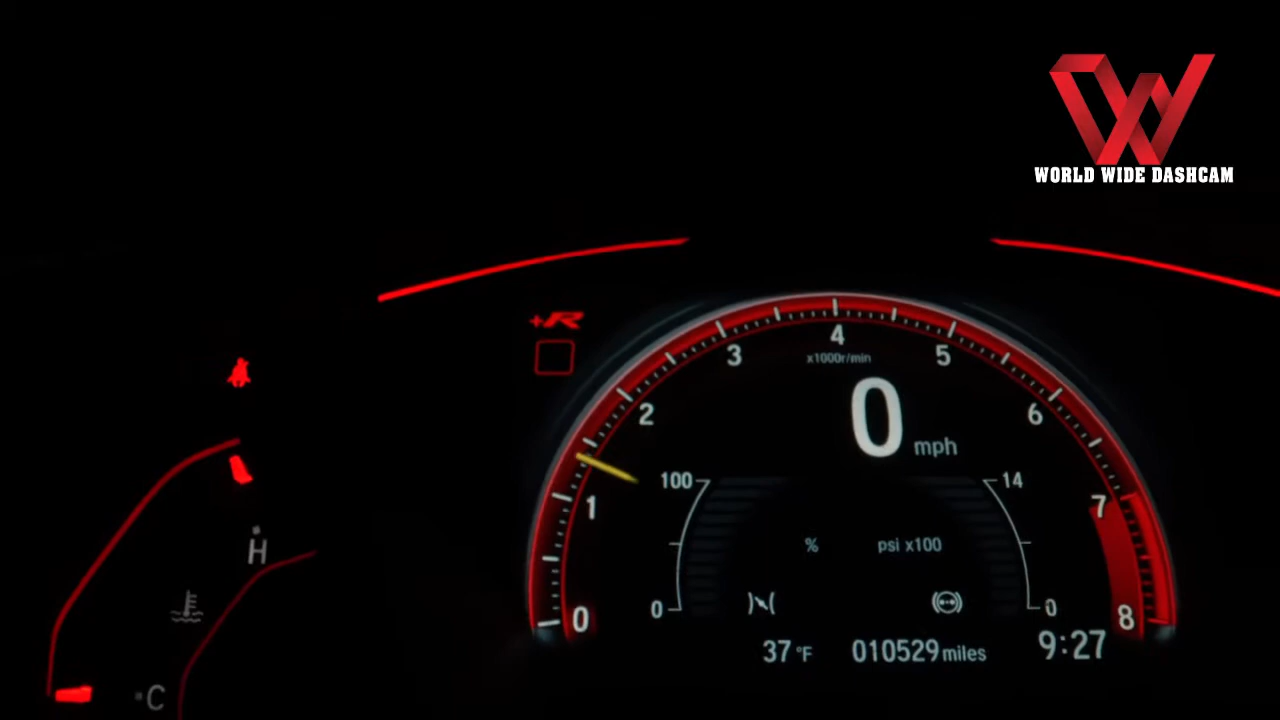 WORLD WIDE DASHCAM
+R
4
x1000r/min
3
5
2
6
0 mph
100
14
1
7
% psi x100
H
0
0
0
8
37 °F 010529 miles 9:27
C